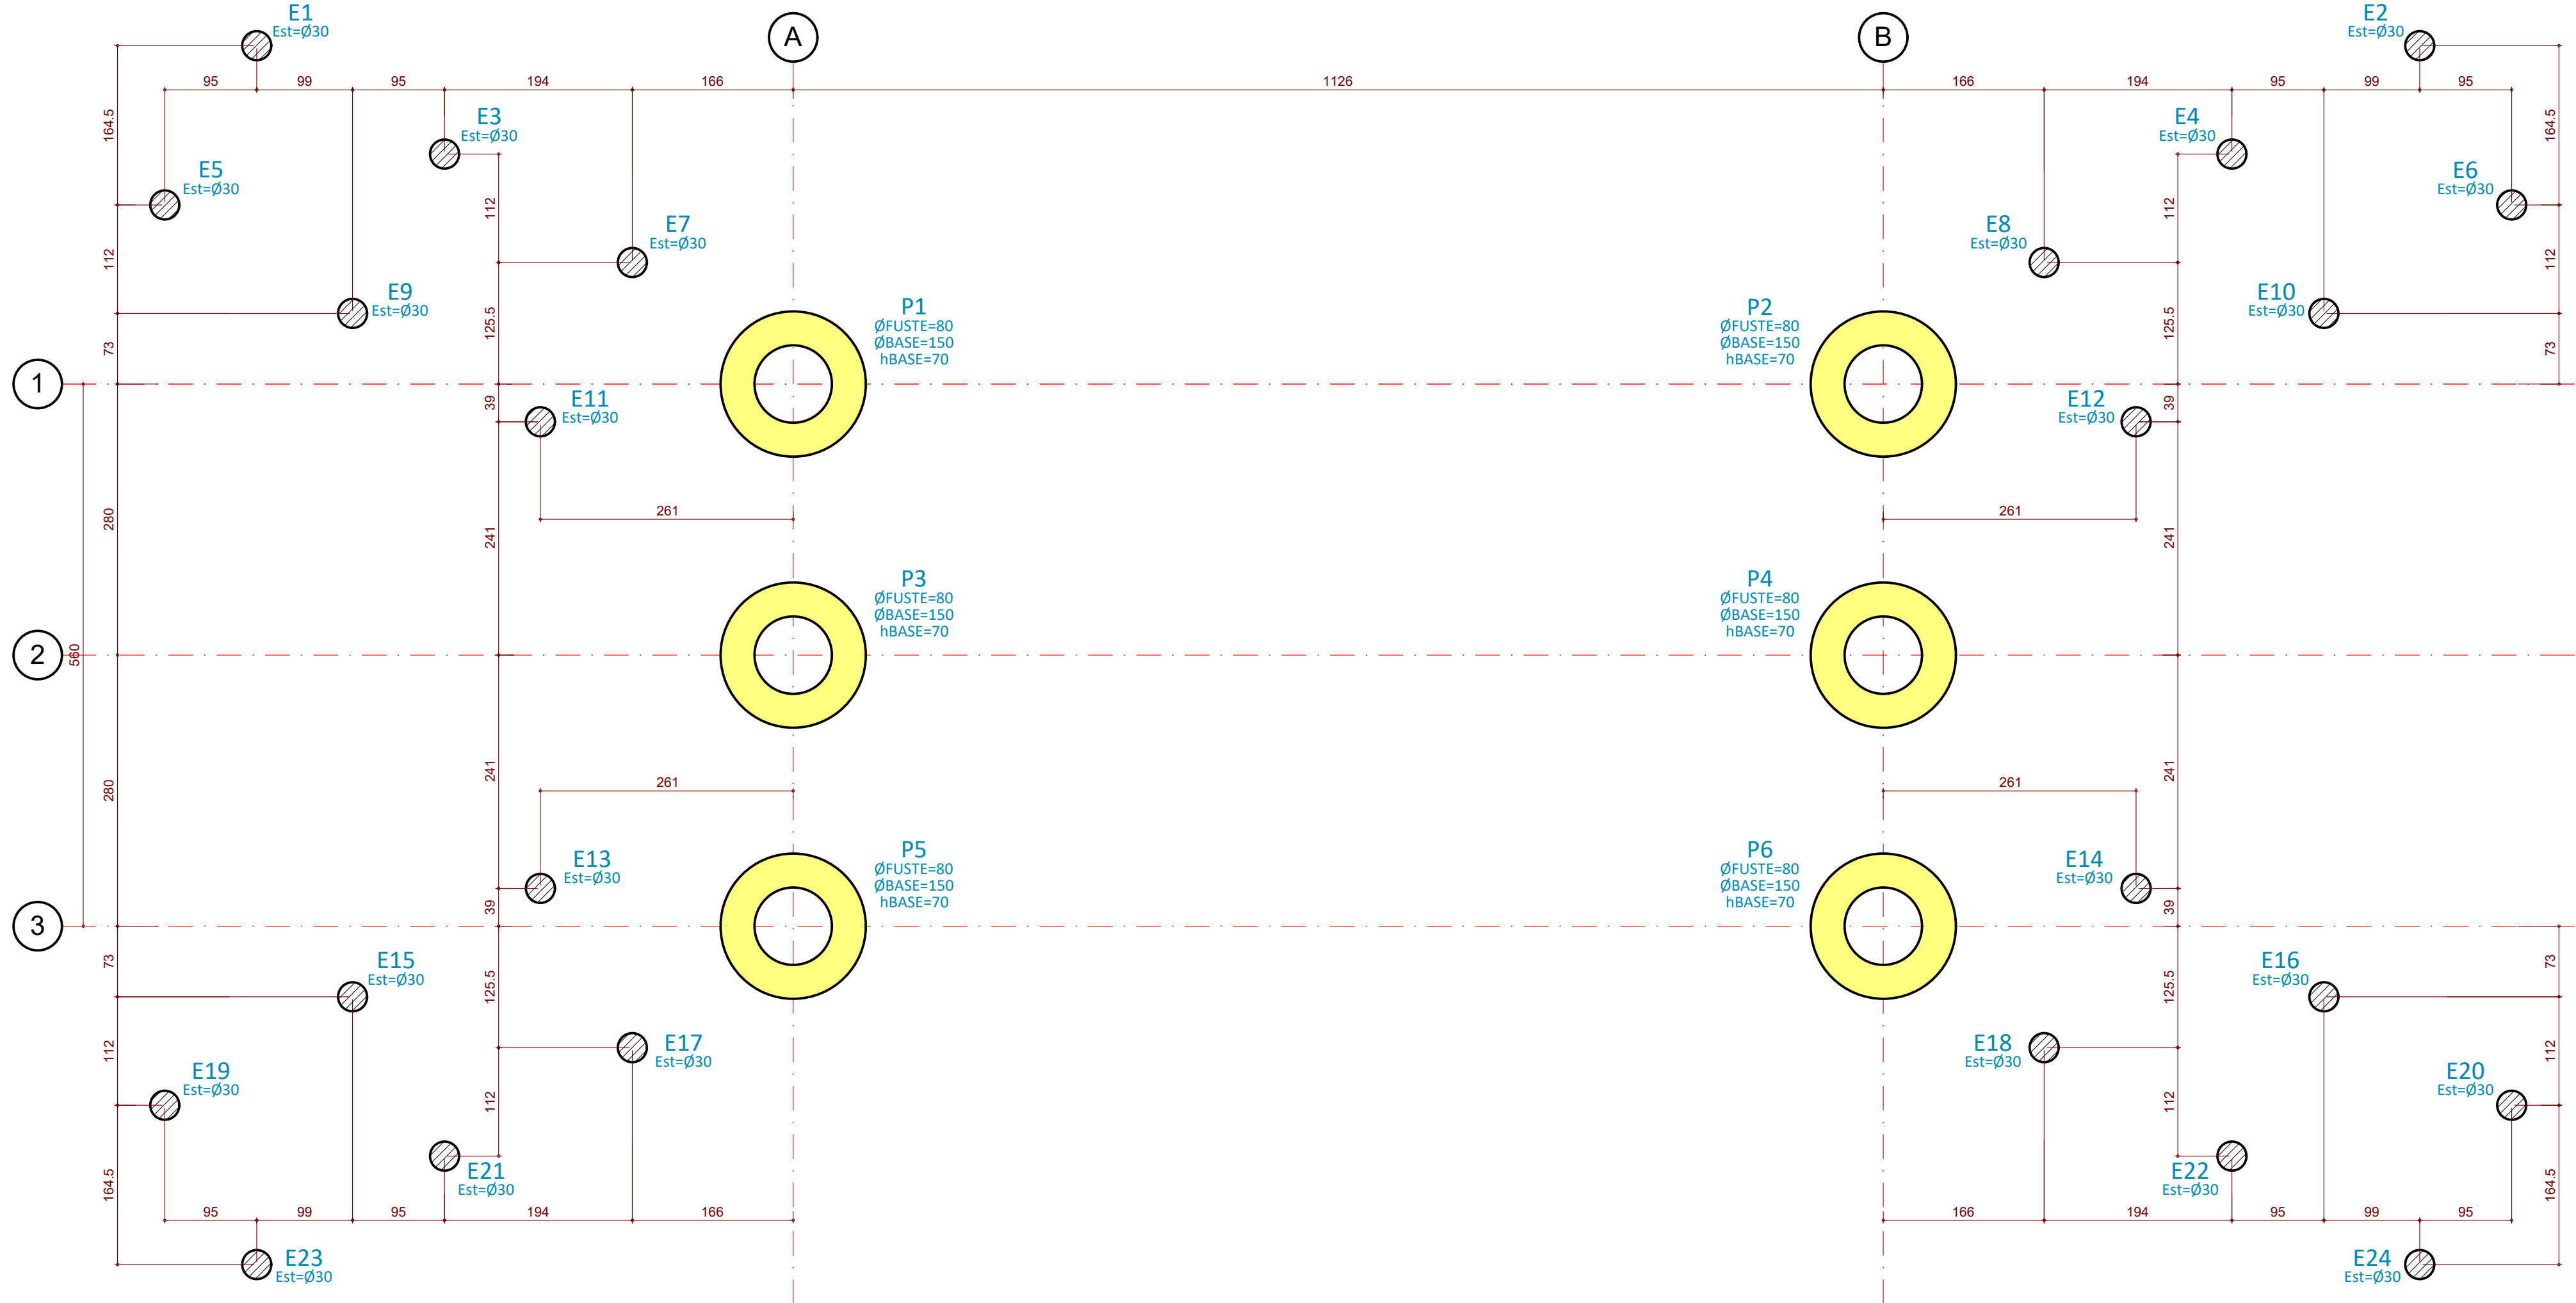 E1
Est=Ø30
A
B
E2
Est=Ø30
95
99
95
194
166
1126
166
194
95
99
95
164.5
164.5
E3
Est=Ø30
E4
Est=Ø30
E5
Est=Ø30
E6
Est=Ø30
112
112
E7
Est=Ø30
E8
Est=Ø30
112
112
E9
Est=Ø30
E10
Est=Ø30
P1
ØFUSTE=80
ØBASE=150
hBASE=70
P2
ØFUSTE=80
ØBASE=150
hBASE=70
125.5
125.5
73
73
1
39
39
E11
Est=Ø30
E12
Est=Ø30
261
261
280
241
241
P3
ØFUSTE=80
ØBASE=150
hBASE=70
P4
ØFUSTE=80
ØBASE=150
hBASE=70
2
560
280
241
241
261
261
E13
Est=Ø30
E14
Est=Ø30
P5
ØFUSTE=80
ØBASE=150
hBASE=70
P6
ØFUSTE=80
ØBASE=150
hBASE=70
39
39
3
73
73
E15
Est=Ø30
E16
Est=Ø30
125.5
125.5
E17
Est=Ø30
E18
Est=Ø30
112
112
E19
Est=Ø30
E20
Est=Ø30
112
112
E21
Est=Ø30
E22
Est=Ø30
164.5
164.5
95
99
95
194
166
166
194
95
99
95
E23
Est=Ø30
E24
Est=Ø30